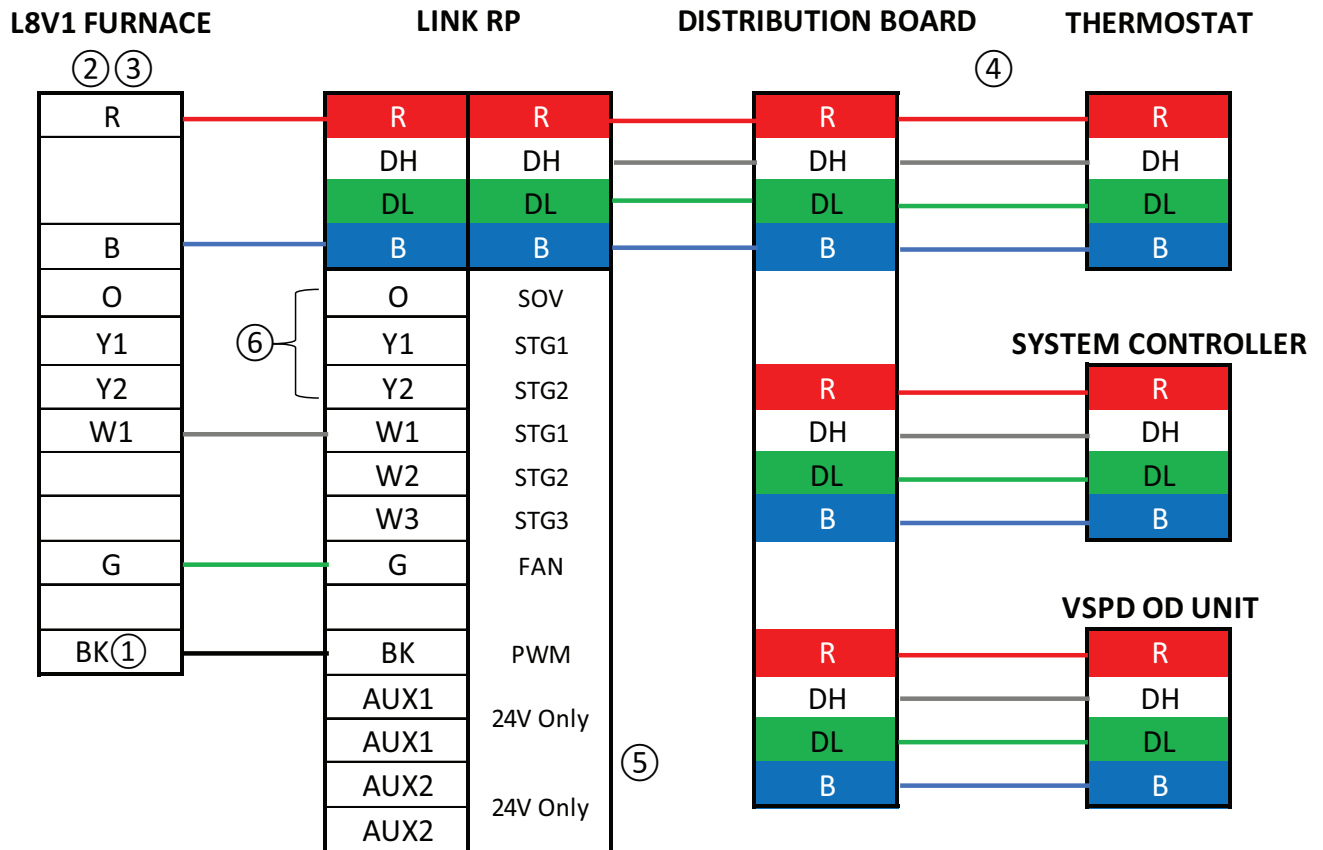 L8V1 FURNACE LINK RP DISTRIBUTION BOARD THERMOSTAT
② ③ ④
R R R R R
DH DH DH DH
DL DL DL DL
B B B B B
O O SOV
⑥ Y1 Y1 STG1 SYSTEM CONTROLLER
Y2 Y2 STG2 R R
W1 W1 STG1 DH DH
W2 STG2 DL DL
W3 STG3 B B
G G FAN
VSPD OD UNIT
BK① BK PWM R R
AUX1 24V Only DH DH
AUX1 ⑤ DL DL
AUX2 24V Only B B
AUX2